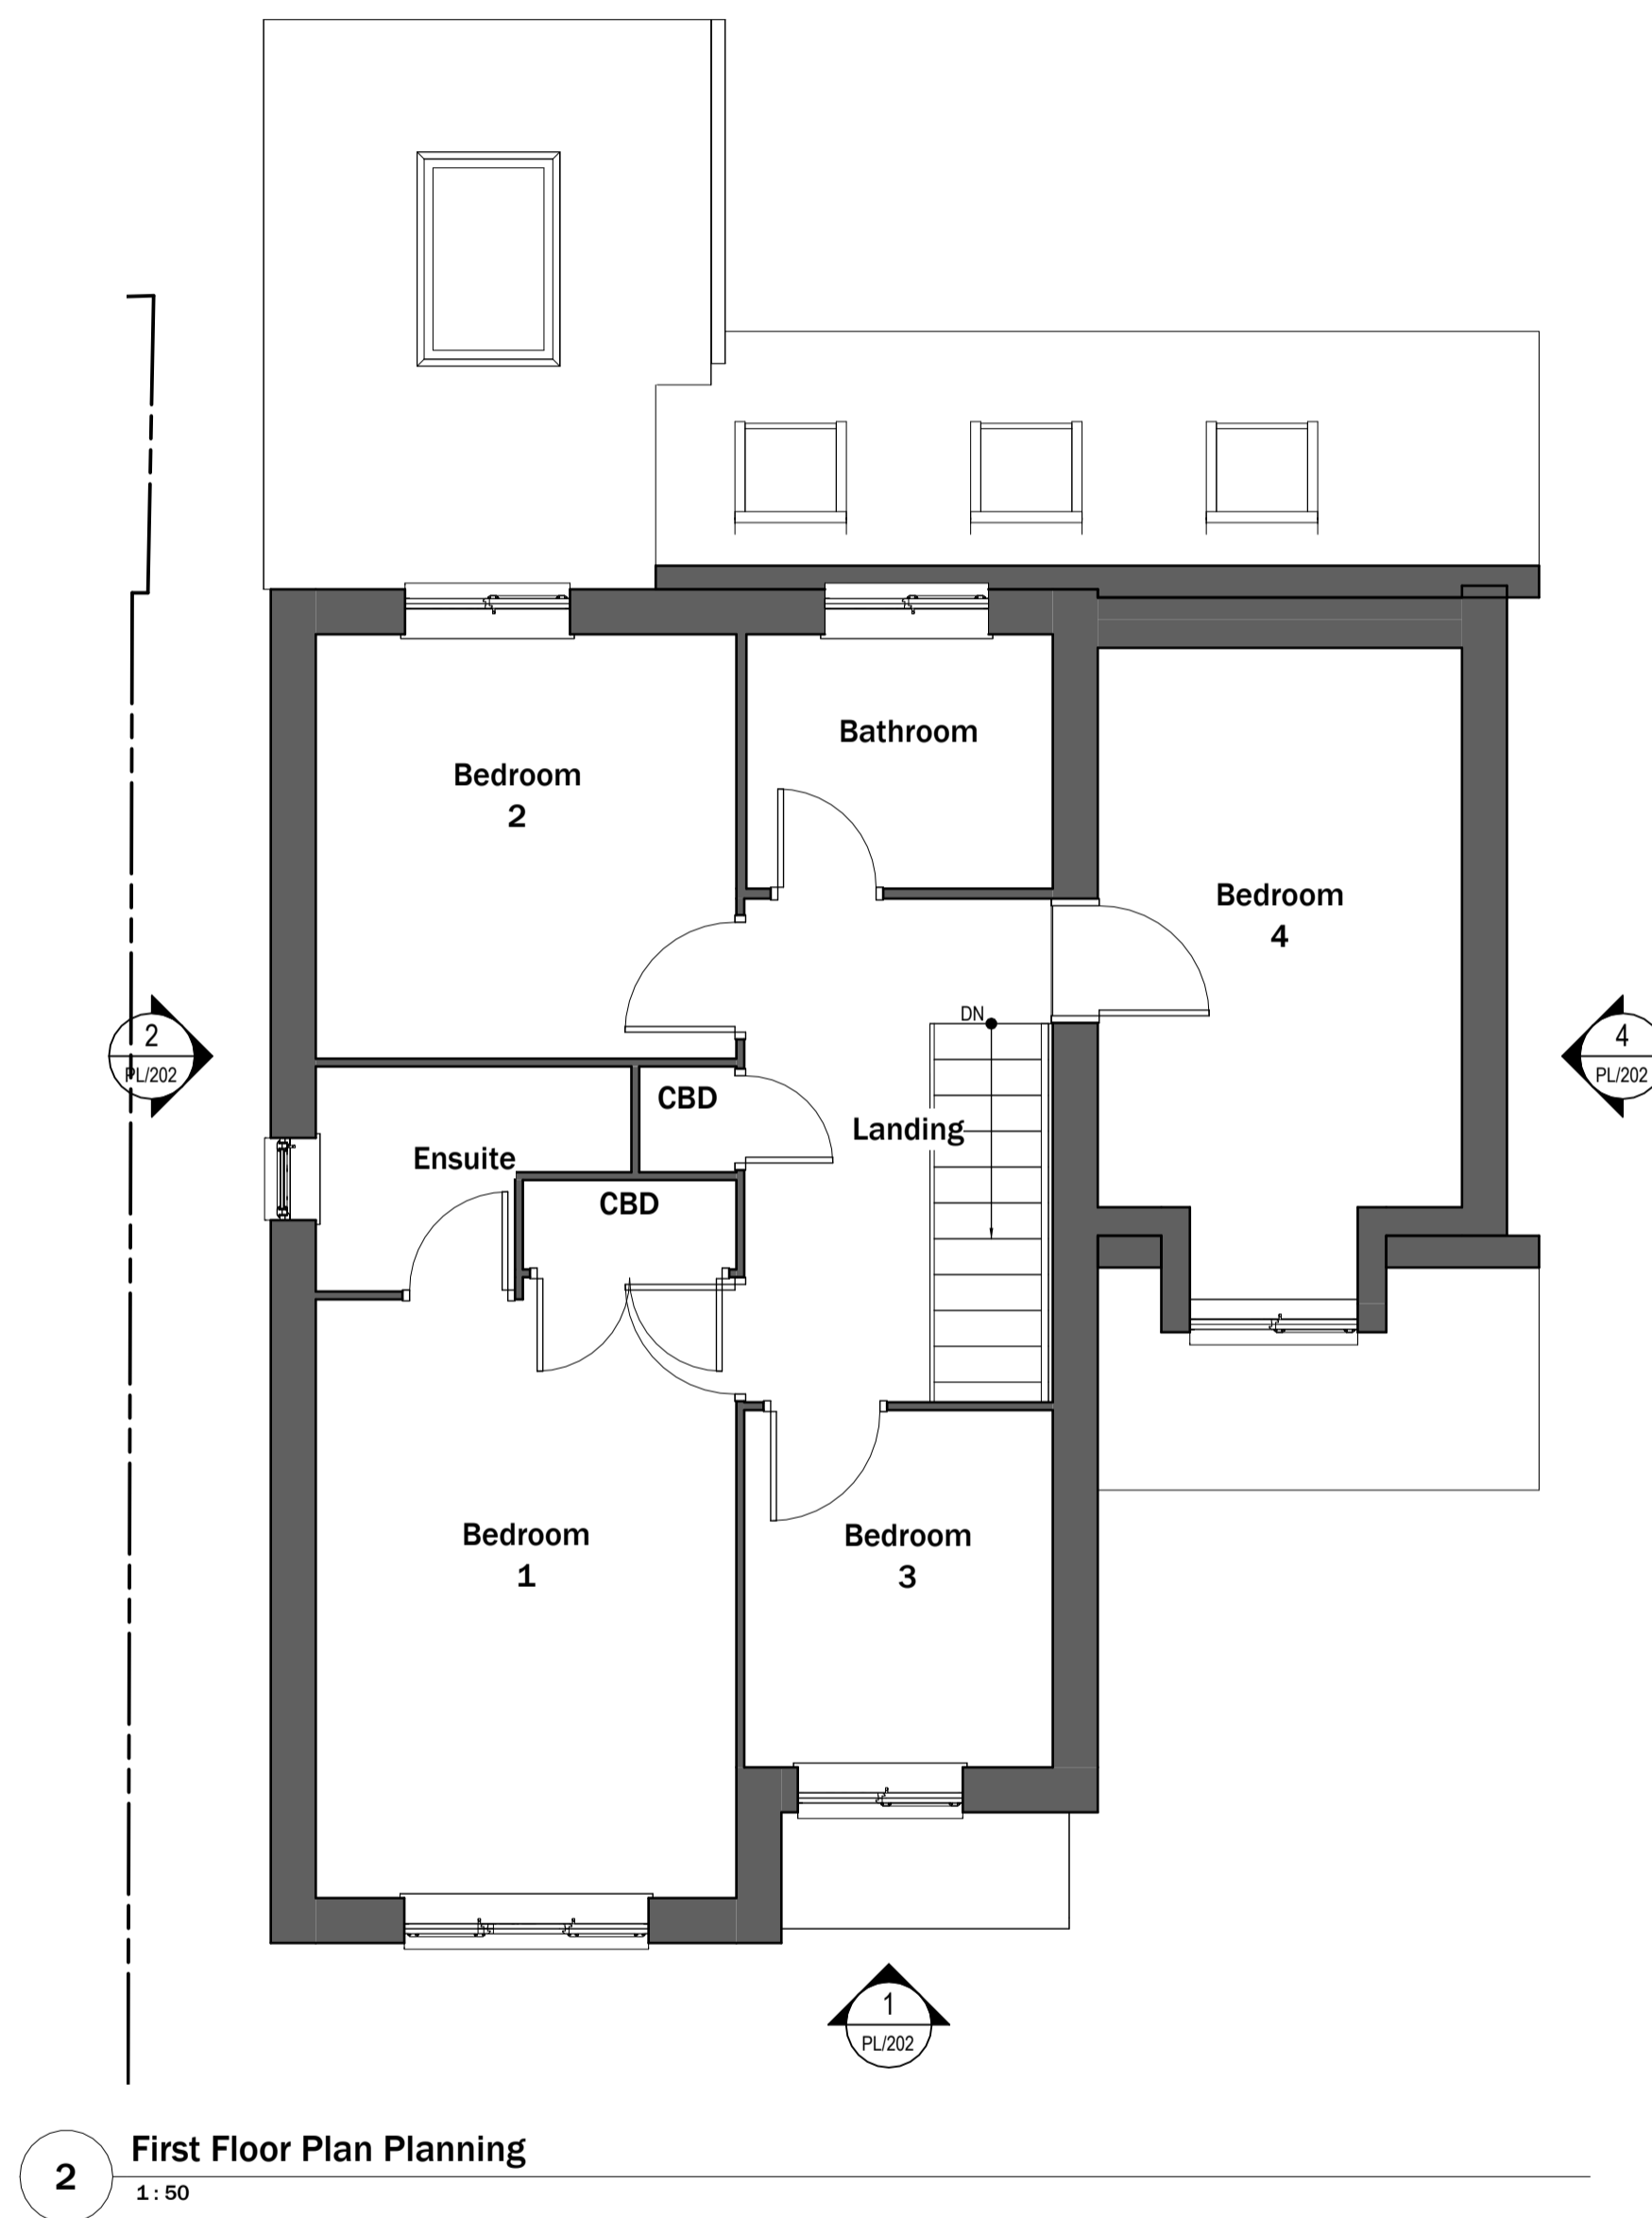 Bathroom
Bedroom
2
Bedroom
4
DN
2
PL/202
4
PL/202
CBD
Landing
Ensuite
CBD
Bedroom
1
Bedroom
3
1
PL/202
2
First Floor Plan Planning
1 : 50